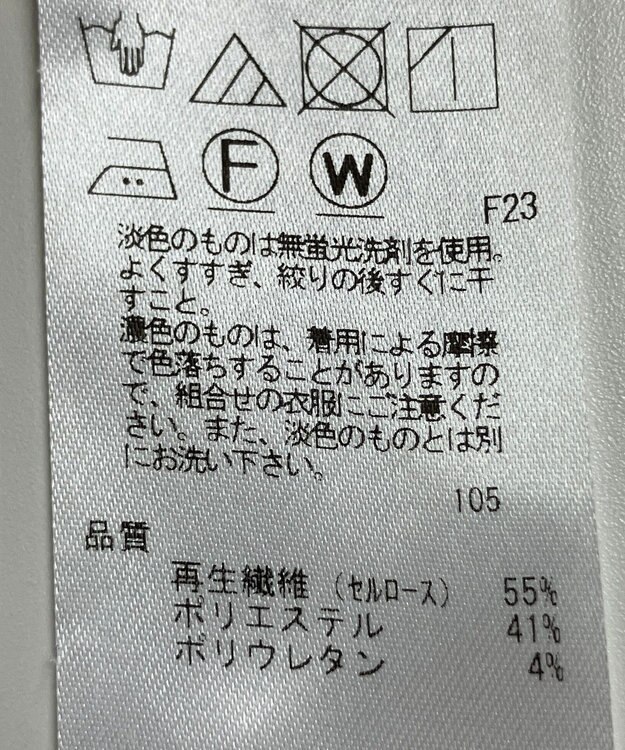 F
W
F23
淡色のものは無蛍光洗剤を使用。
よくすすぎ、絞りの後すぐに干
すこと。
濃色のものは、着用による摩擦
で色落ちすることがありますの
で、組合せの衣服にご注意くだ
さい。また、淡色のものとは別
にお洗い下さい。
105
品質
再生繊維（セルロース） 55%
ポリエステル 41%
ポリウレタン 4%